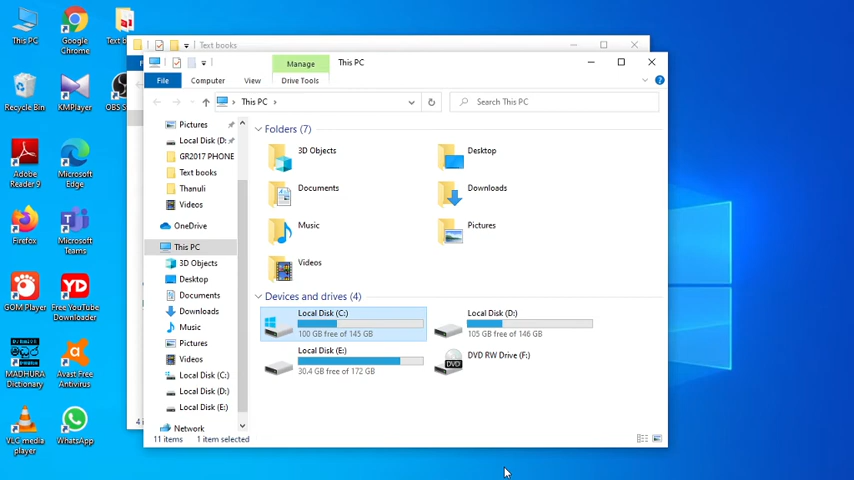 This PC
Google
Chrome
Text b
Recycle Bin
KMPlayer
OBS S
Adobe
Reader 9
Microsoft
Edge
Firefox
Microsoft
Teams
GOM Player
Free YouTube
Downloader
MADHURA
Dictionary
Avast Free
Antivirus
VLC media
player
WhatsApp
Text books
Manage
This PC
File
Computer
View
Drive Tools
This PC
Search This PC
Pictures
Local Disk (D:
GR2017 PHONE
Text books
Thanuli
Videos
OneDrive
This PC
3D Objects
Desktop
Documents
Downloads
Music
Pictures
Videos
Local Disk (C:)
Local Disk (D:)
Local Disk (E:)
Network
Folders (7)
3D Objects
Desktop
Documents
Downloads
Music
Pictures
Videos
Devices and drives (4)
Local Disk (C:)
100 GB free of 145 GB
Local Disk (D:)
105 GB free of 146 GB
Local Disk (E:)
30.4 GB free of 172 GB
DVD RW Drive (F:)
DVD
11 items
1 item selected